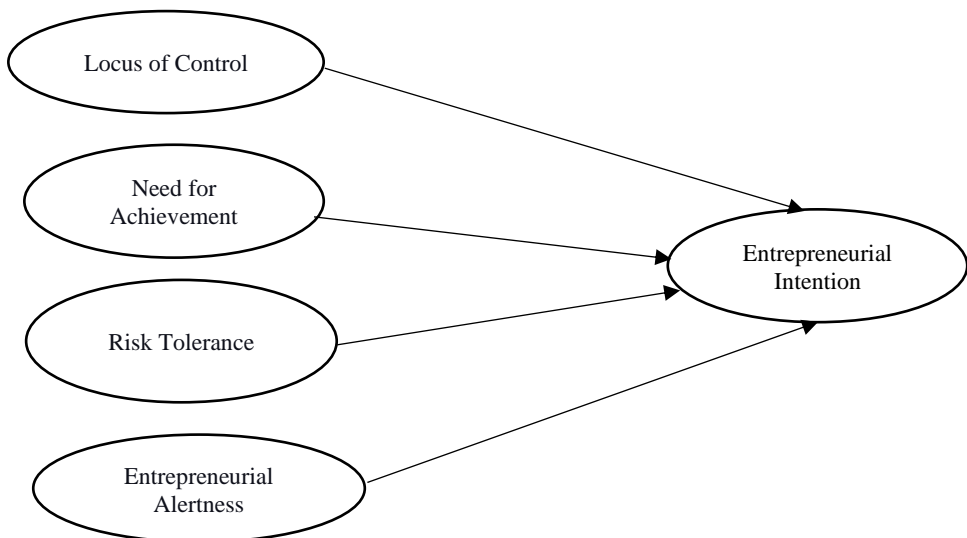 Locus of Control
Need for
Achievement
Risk Tolerance
Entrepreneurial
Alertness
Entrepreneurial
Intention